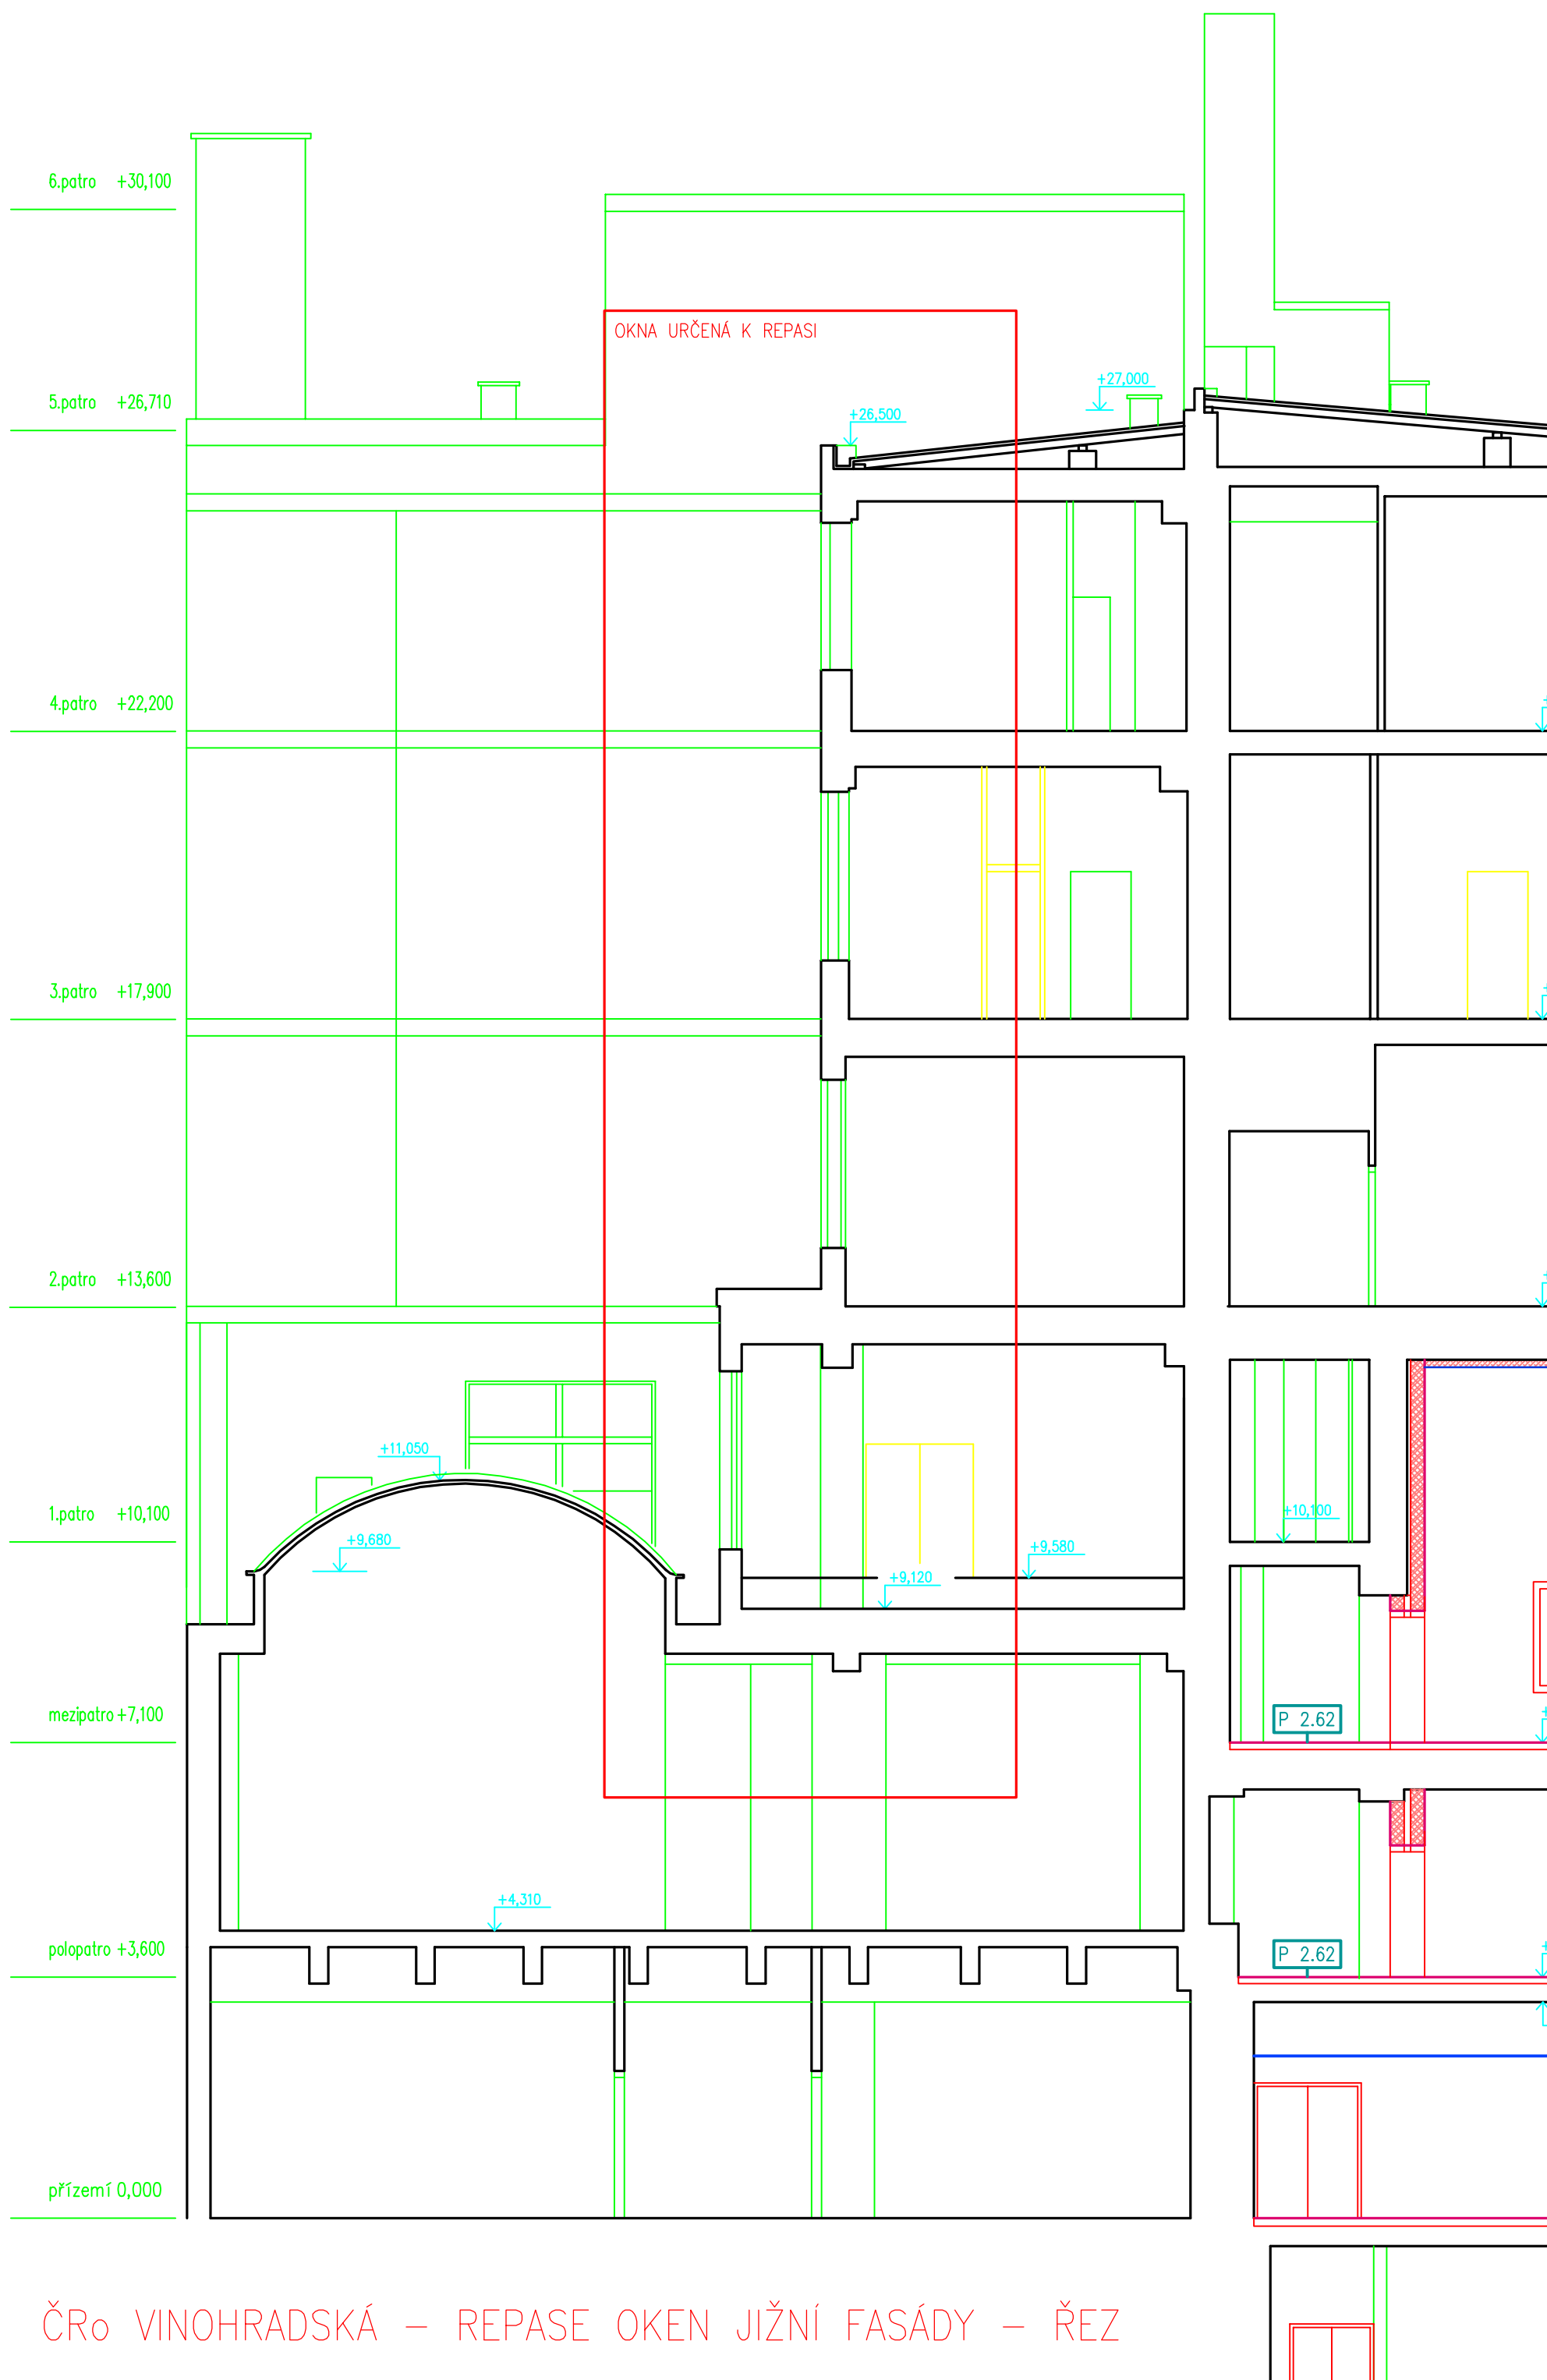 6.patro +30,100
OKNA URČENÁ K REPASI
+27,000
5.patro +26,710
+26,500
4.patro +22,200
3.patro +17,900
2.patro +13,600
+11,050
1.patro +10,100
+10,100
+9,680
+9,580
+9,120
mezipatro +7,100
P 2.62
+4,310
polopatro +3,600
P 2.62
přízemí 0,000
ČRo VINOHRADSKÁ – REPASE OKEN JIŽNÍ FASÁDY – ŘEZ